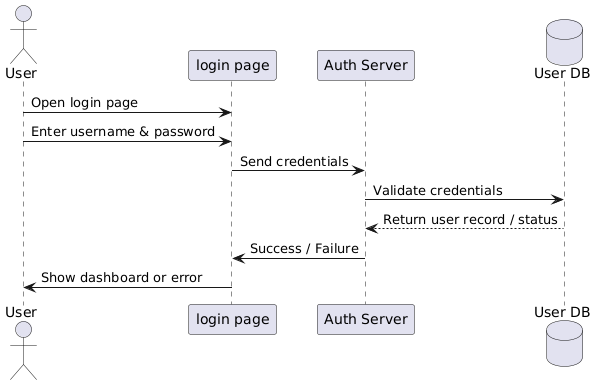 User
login page
Auth Server
User DB
Open login page
Enter username & password
Send credentials
Validate credentials
Return user record / status
Success / Failure
Show dashboard or error
User
login page
Auth Server
User DB